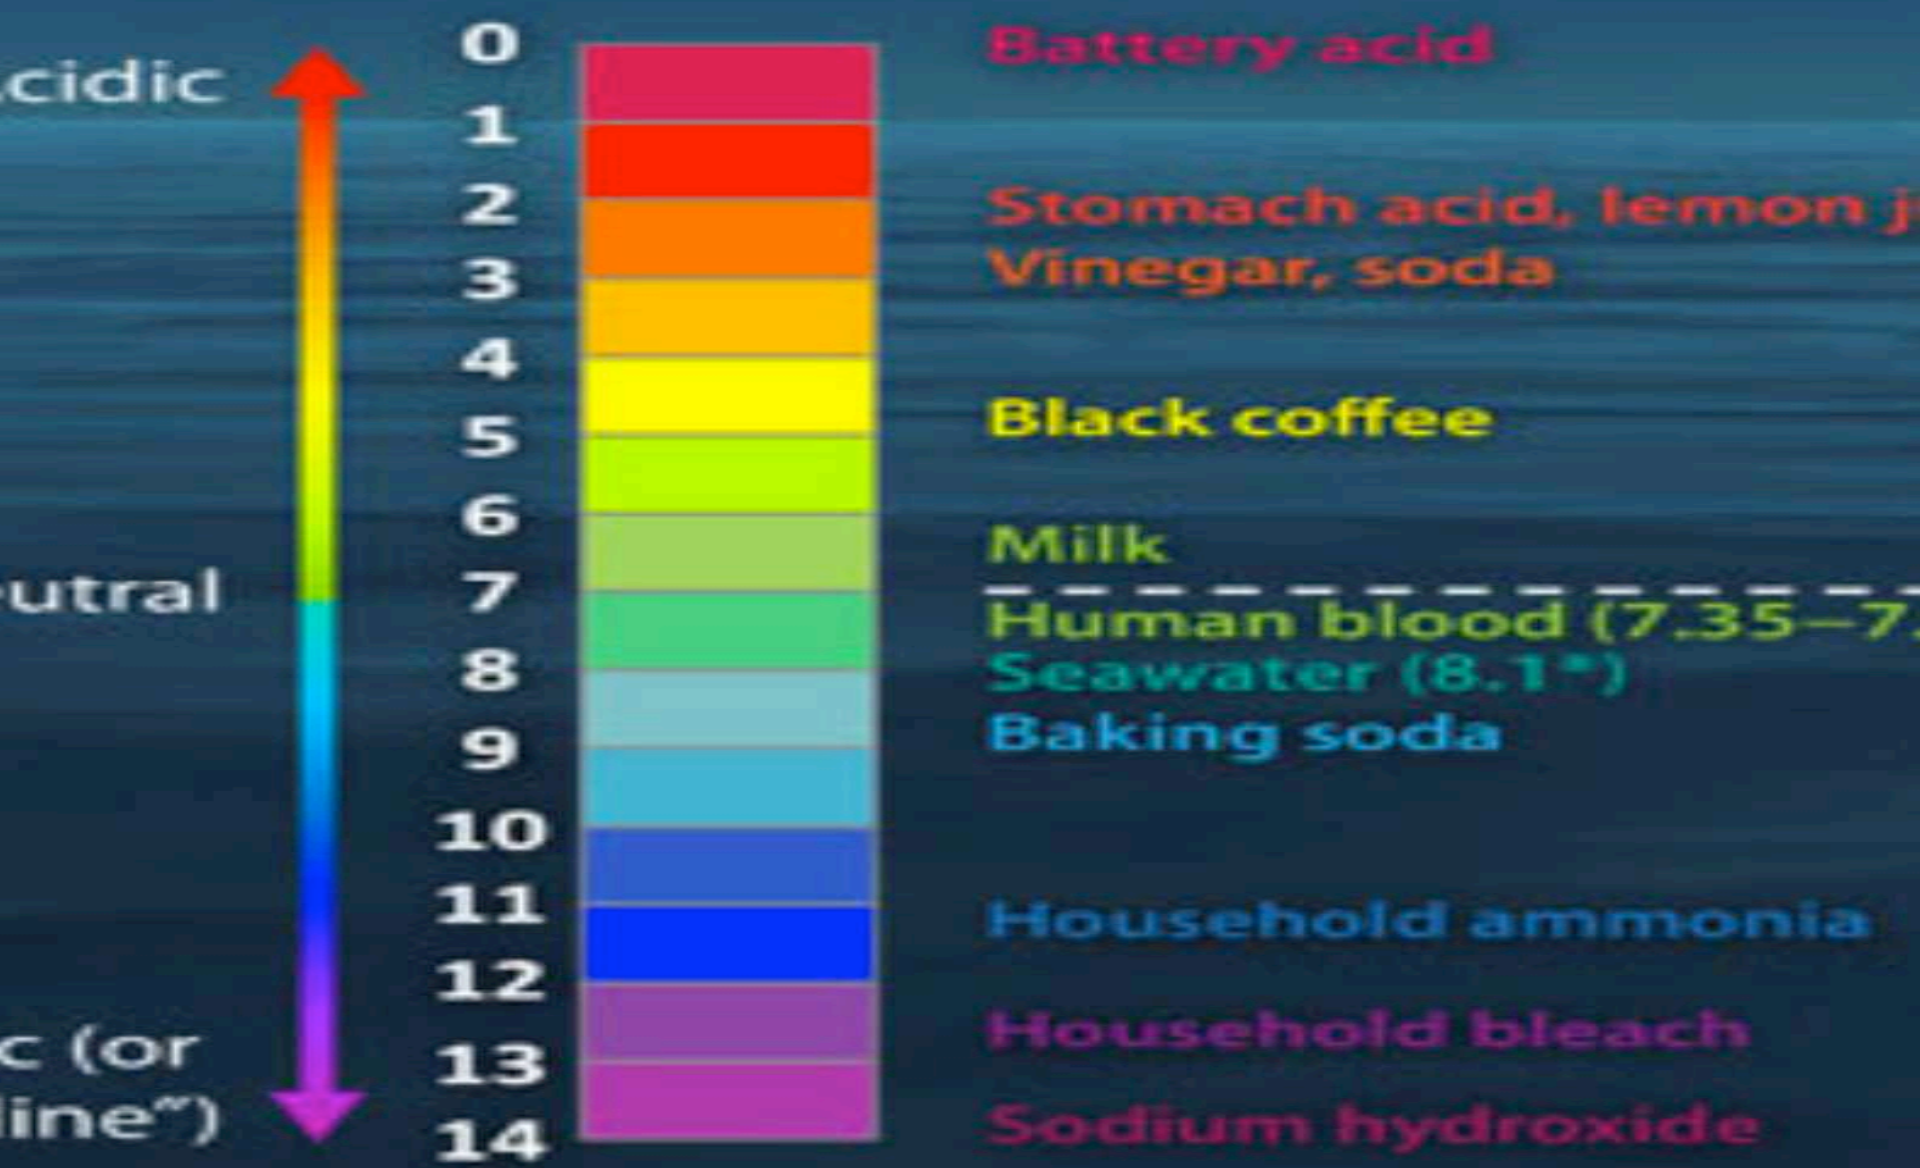 cidic
0
Battery acid
1
2
Stomach acid, lemon j
3
Vinegar, soda
4
5
Black coffee
6
Milk
utral
7
Human blood (7.35–7.
8
Seawater (8.1*)
9
Baking soda
10
11
Household ammonia
12
c (or
line”)
Household bleach
13
14
Sodium hydroxide